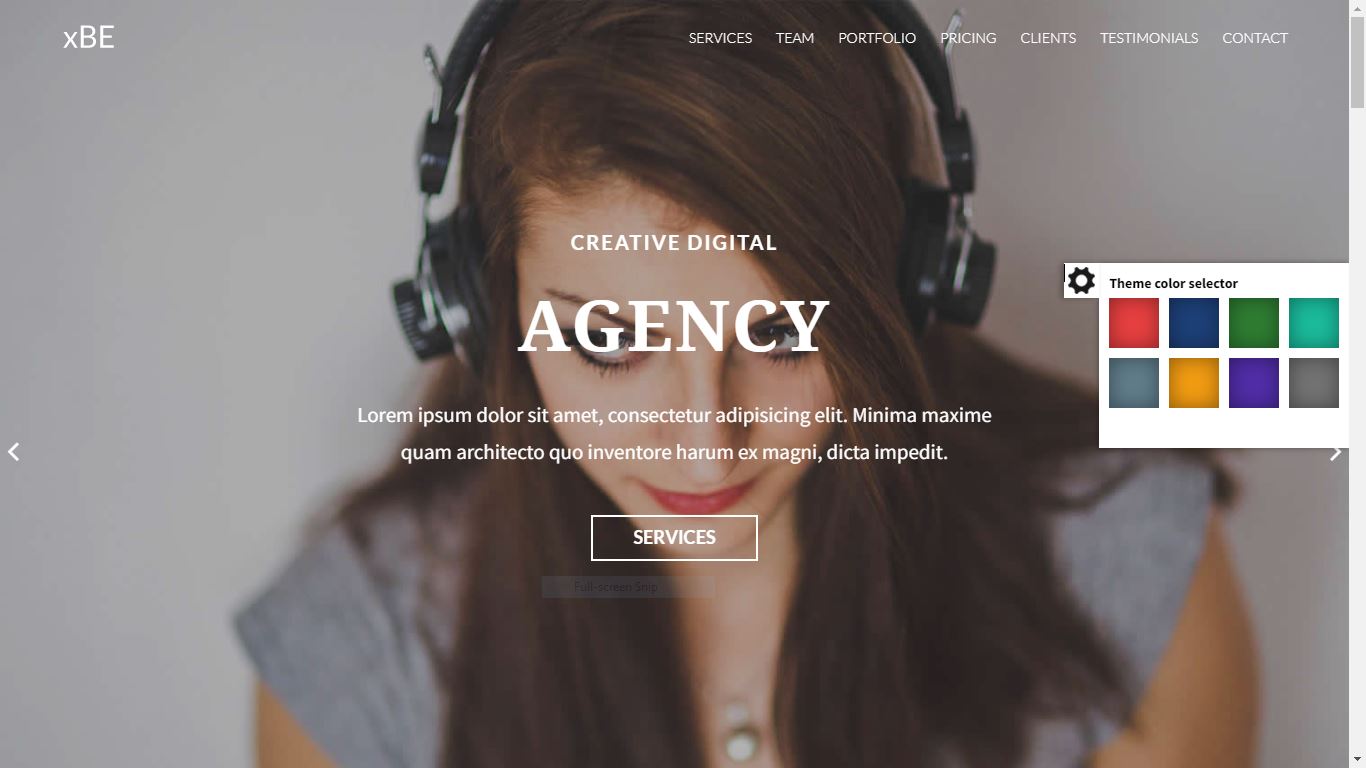 xBE
SERVICES TEAM PORTFOLIO PRICING CLIENTS TESTIMONIALS CONTACT
CREATIVE DIGITAL
AGENCY
Theme color selector
Lorem ipsum dolor sit amet, consectetur adipisicing elit. Minima maxime
quam architecto quo inventore harum ex magni, dicta impedit.
SERVICES
Full-screen Snip